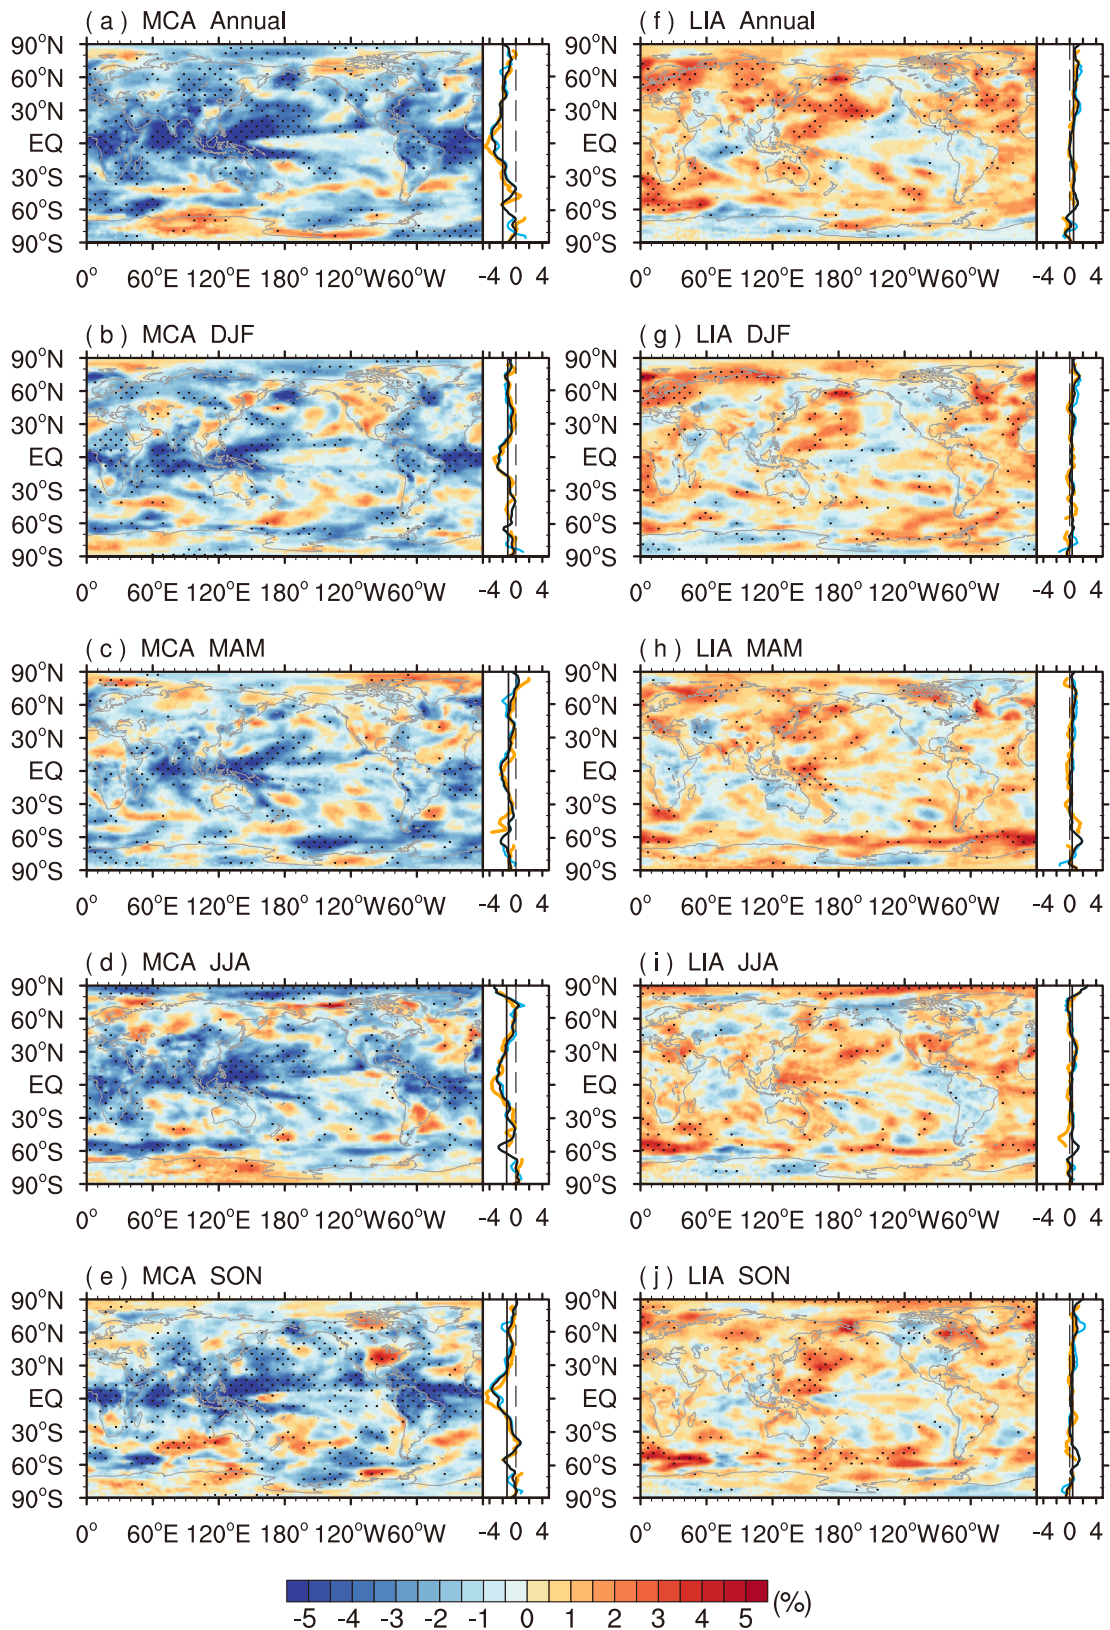 (a) MCA Annual
(f) LIA Annual
90°N
60°N
30°N
EQ
30°S
60°S
90°S
0° 60°E 120°E 180° 120°W 60°W -4 0 4
90°N
60°N
30°N
EQ
30°S
60°S
90°S
0° 60°E 120°E 180° 120°W 60°W -4 0 4
(b) MCA DJF
(g) LIA DJF
90°N
60°N
30°N
EQ
30°S
60°S
90°S
0° 60°E 120°E 180° 120°W 60°W -4 0 4
90°N
60°N
30°N
EQ
30°S
60°S
90°S
0° 60°E 120°E 180° 120°W 60°W -4 0 4
(c) MCA MAM
(h) LIA MAM
90°N
60°N
30°N
EQ
30°S
60°S
90°S
0° 60°E 120°E 180° 120°W 60°W -4 0 4
90°N
60°N
30°N
EQ
30°S
60°S
90°S
0° 60°E 120°E 180° 120°W 60°W -4 0 4
(d) MCA JJA
(i) LIA JJA
90°N
60°N
30°N
EQ
30°S
60°S
90°S
0° 60°E 120°E 180° 120°W 60°W -4 0 4
90°N
60°N
30°N
EQ
30°S
60°S
90°S
0° 60°E 120°E 180° 120°W 60°W -4 0 4
(e) MCA SON
(j) LIA SON
90°N
60°N
30°N
EQ
30°S
60°S
90°S
0° 60°E 120°E 180° 120°W 60°W -4 0 4
90°N
60°N
30°N
EQ
30°S
60°S
90°S
0° 60°E 120°E 180° 120°W 60°W -4 0 4
-5 -4 -3 -2 -1 0 1 2 3 4 5 (%)